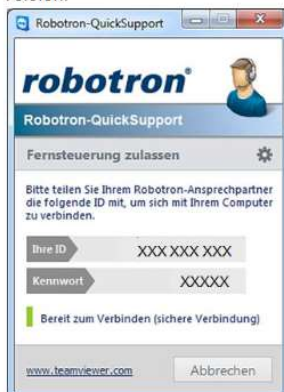 Robotron-QuickSupport
robotron
Robotron-QuickSupport
Fernsteuerung zulassen
Bitte teilen Sie Ihrem Robotron-Ansprechpartner
die folgende ID mit, um sich mit Ihrem Computer
zu verbinden.
Ihre ID XXX XXX XXX
Kennwort XXXXX
Bereit zum Verbinden (sichere Verbindung)
www.teamviewer.com Abbrechen